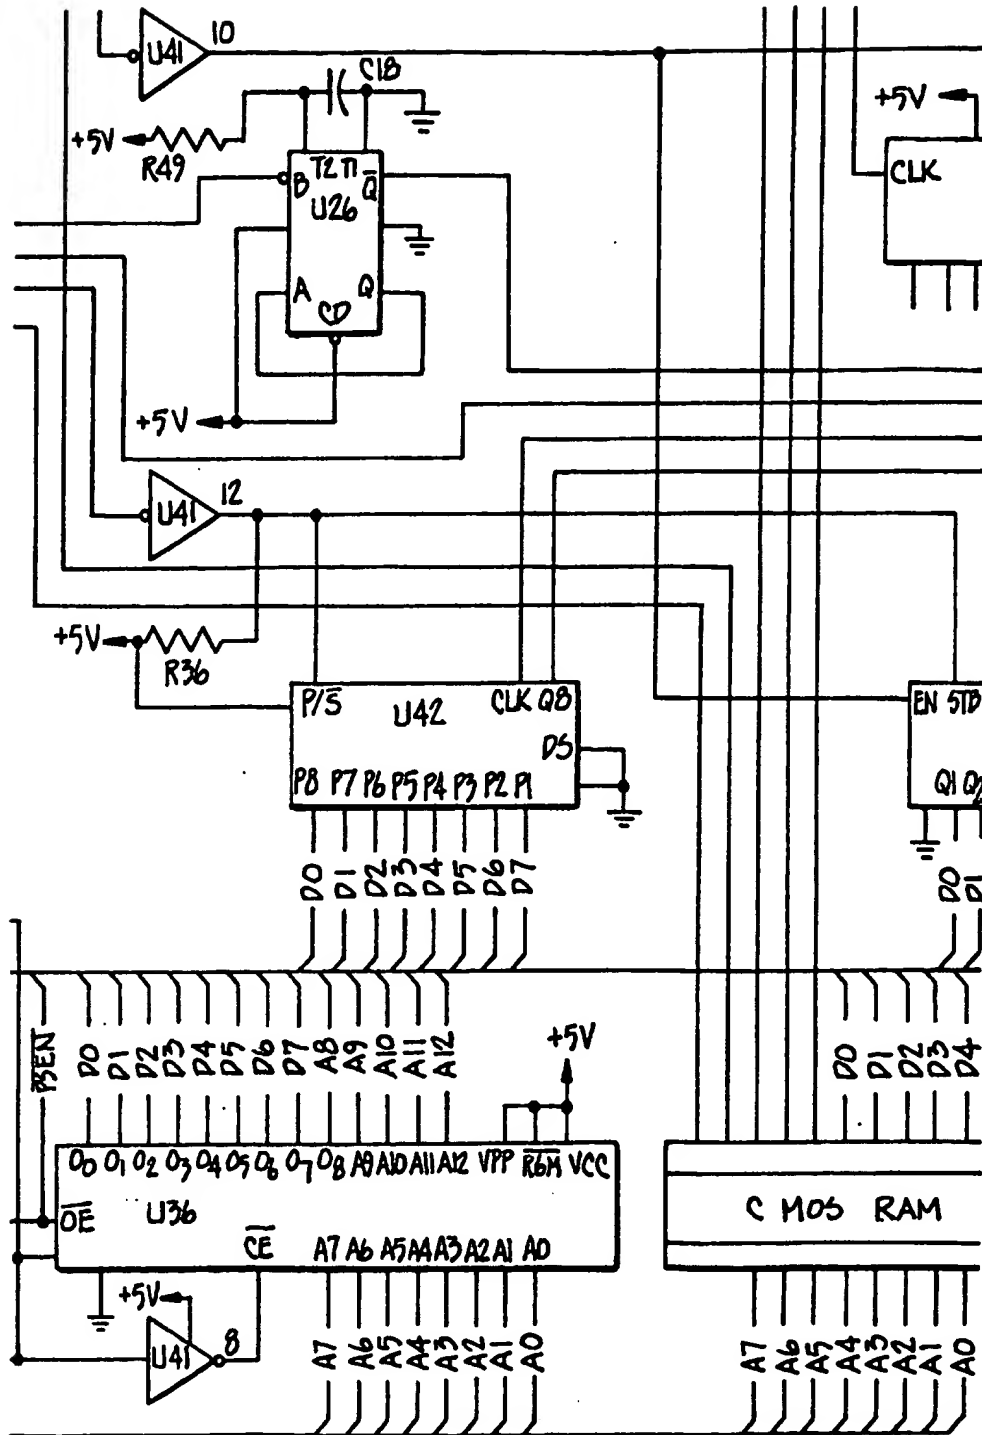 U41 10
C18
+5V
+5V
R49
T2 T1
B Q̅
U26
CLK
A Q
CD
+5V
U41 12
+5V
R36
P/S̅ CLK Q8
U42
DS
P8 P7 P6 P5 P4 P3 P2 P1
EN STB
Q1 Q2
D0 D1 D2 D3 D4 D5 D6 D7
D0 D1
P̅S̅E̅N̅ D0 D1 D2 D3 D4 D5 D6 D7 A8 A9 A10 A11 A12
+5V
D0 D1 D2 D3 D4
O0 O1 O2 O3 O4 O5 O6 O7 O8 A9 A10 A11 A12 VPP P̅G̅M̅ VCC
O̅E̅ U36
C̅E̅ A7 A6 A5 A4 A3 A2 A1 A0
C MOS RAM
+5V
U41 8
A7 A6 A5 A4 A3 A2 A1 A0
A7 A6 A5 A4 A3 A2 A1 A0